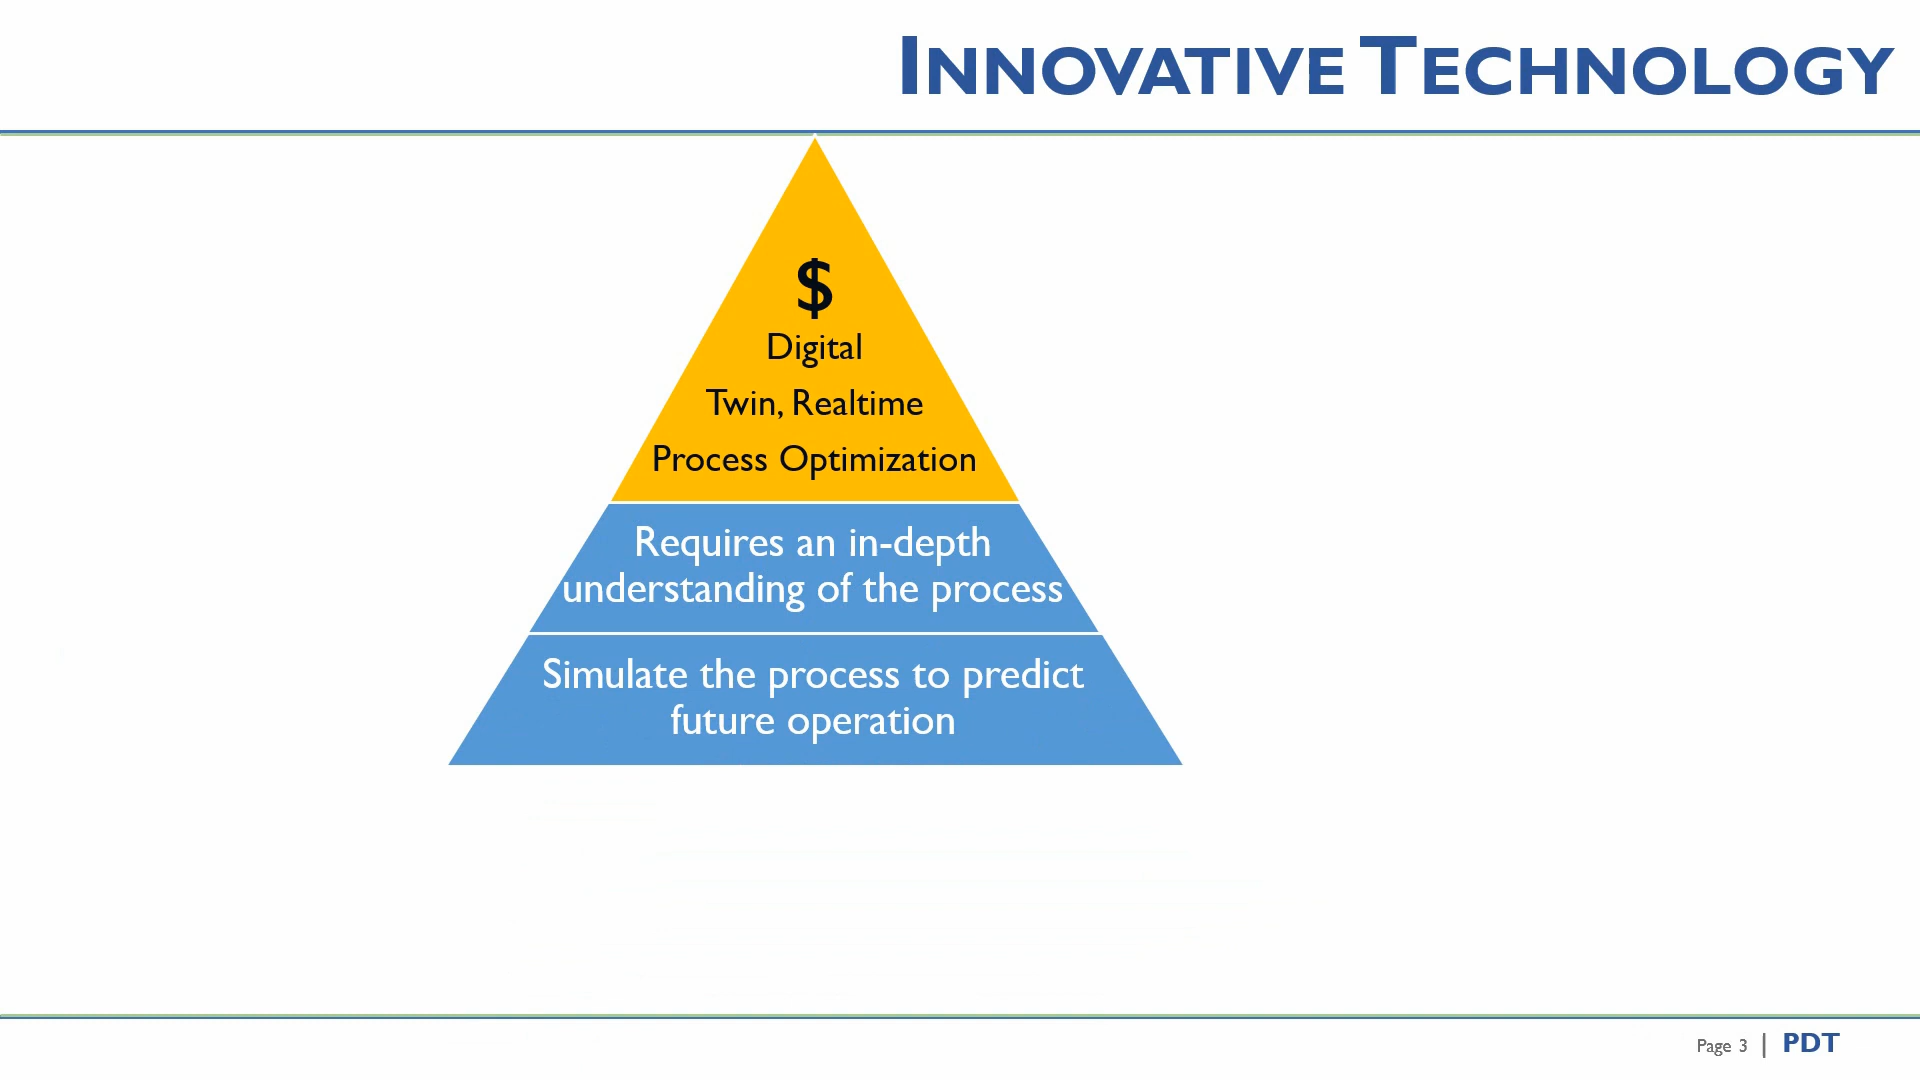 INNOVATIVE TECHNOLOGY
$
Digital
Twin, Realtime
Process Optimization
Requires an in-depth
understanding of the process
Simulate the process to predict
future operation
Page 3 | PDT